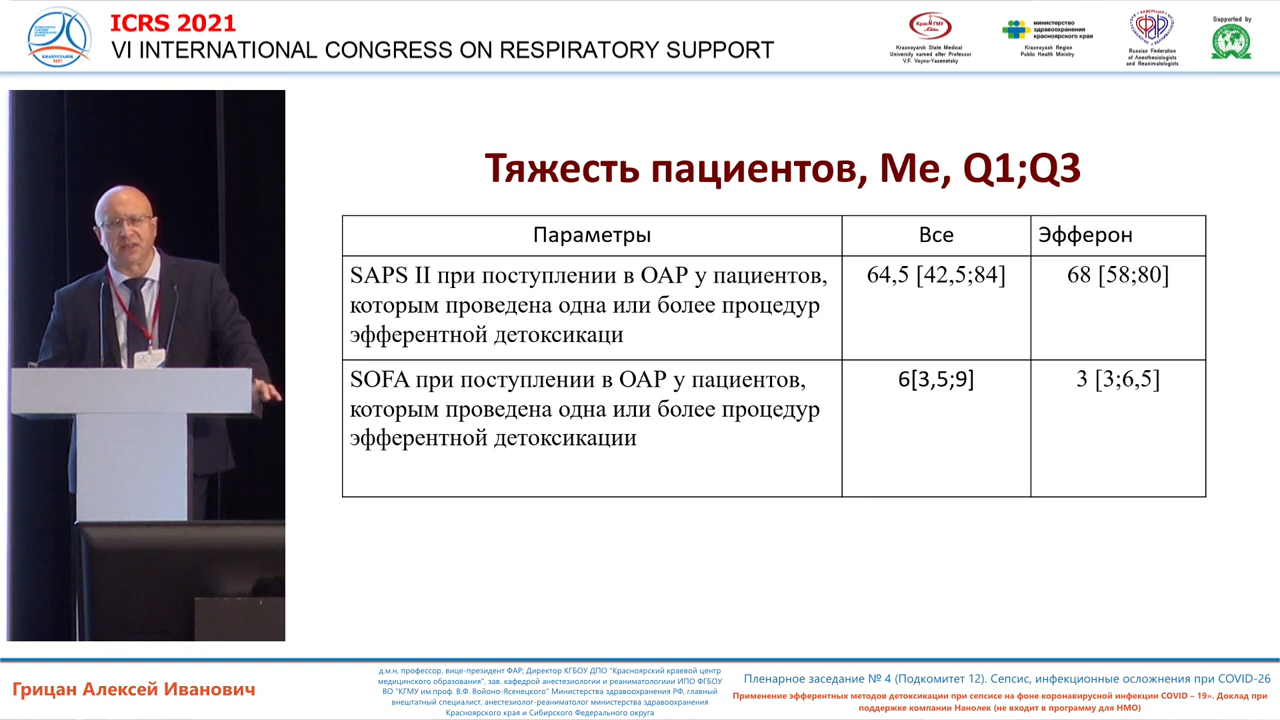 ICRS 2021
VI INTERNATIONAL CONGRESS ON RESPIRATORY SUPPORT
KRASNOYARSK
2021
Krasnoyarsk State Medical
University named after Professor
V.F. Voyno-Yasenetsky
министерство
здравоохранения
красноярского края
Krasnoyarsk Region
Public Health Ministry
Russian Federation
of Anesthesiologists
and Reanimatologists
Supported by
Тяжесть пациентов, Me, Q1;Q3
Параметры Все Эфферон
SAPS II при поступлении в ОАР у пациентов, 64,5 [42,5;84] 68 [58;80]
которым проведена одна или более процедур
эфферентной детоксикаци
SOFA при поступлении в ОАР у пациентов, 6[3,5;9] 3 [3;6,5]
которым проведена одна или более процедур
эфферентной детоксикации
Грицан Алексей Иванович
д.м.н, профессор, вице-президент ФАР; Директор КГБОУ ДПО "Красноярский краевой центр
медицинского образования", зав. кафедрой анестезиологии и реаниматологиии ИПО ФГБОУ
ВО "КГМУ им.проф. В.Ф. Войоно-Ясенецкого" Министерства здравоохранения РФ, главный
внештатный специалист, анестезиолог-реаниматолог министерства здравоохранения
Красноярского края и Сибирского Федерального округа
Пленарное заседание № 4 (Подкомитет 12). Сепсис, инфекционные осложнения при COVID-26
Применение эфферентных методов детоксикации при сепсисе на фоне коронавирусной инфекции COVID – 19». Доклад при
поддержке компании Нанолек (не входит в программу для НМО)